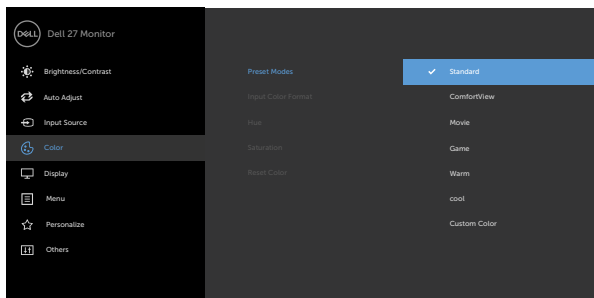 DELL Dell 27 Monitor
Brightness/Contrast
Auto Adjust
Input Source
Color
Display
Menu
Personalize
Others
Preset Modes
Input Color Format
Hue
Saturation
Reset Color
Standard
ComfortView
Movie
Game
Warm
cool
Custom Color